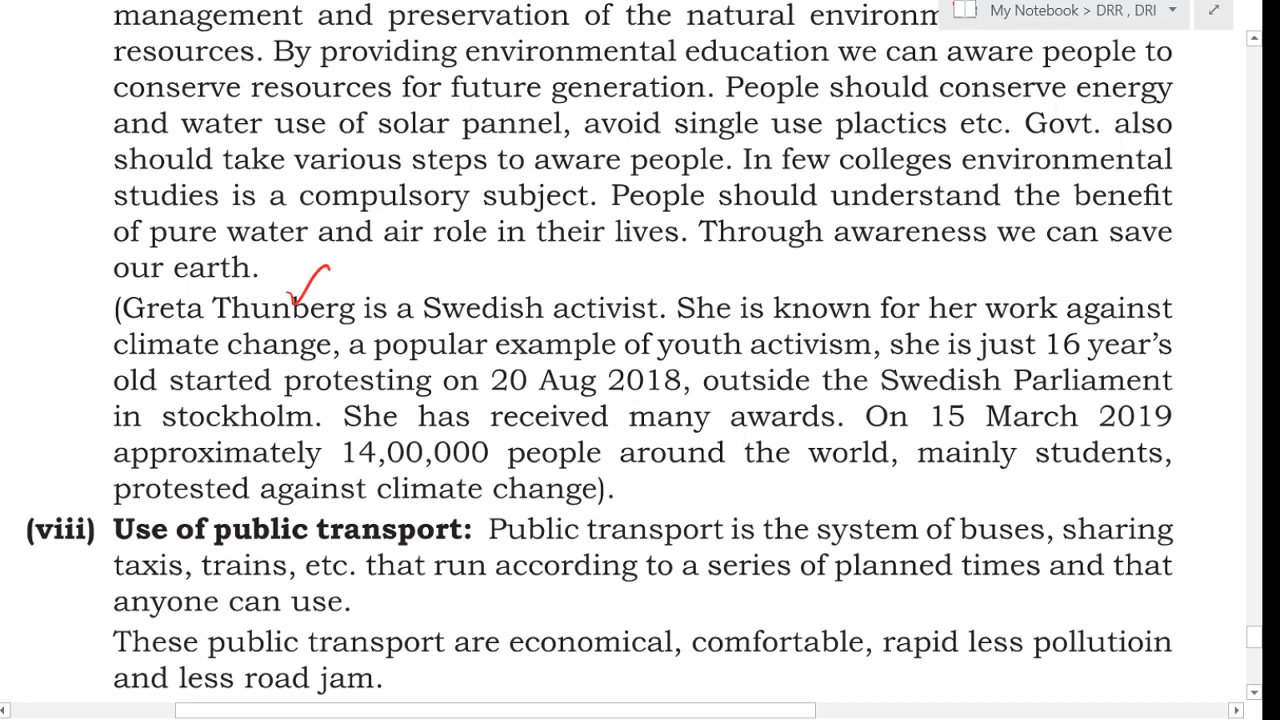 management and preservation of the natural environm
My Notebook > DRR , DRI
resources. By providing environmental education we can aware people to
conserve resources for future generation. People should conserve energy
and water use of solar pannel, avoid single use plactics etc. Govt. also
should take various steps to aware people. In few colleges environmental
studies is a compulsory subject. People should understand the benefit
of pure water and air role in their lives. Through awareness we can save
our earth.
(Greta Thunberg is a Swedish activist. She is known for her work against
climate change, a popular example of youth activism, she is just 16 year's
old started protesting on 20 Aug 2018, outside the Swedish Parliament
in stockholm. She has received many awards. On 15 March 2019
approximately 14,00,000 people around the world, mainly students,
protested against climate change).
(viii) Use of public transport: Public transport is the system of buses, sharing
taxis, trains, etc. that run according to a series of planned times and that
anyone can use.
These public transport are economical, comfortable, rapid less pollutioin
and less road jam.